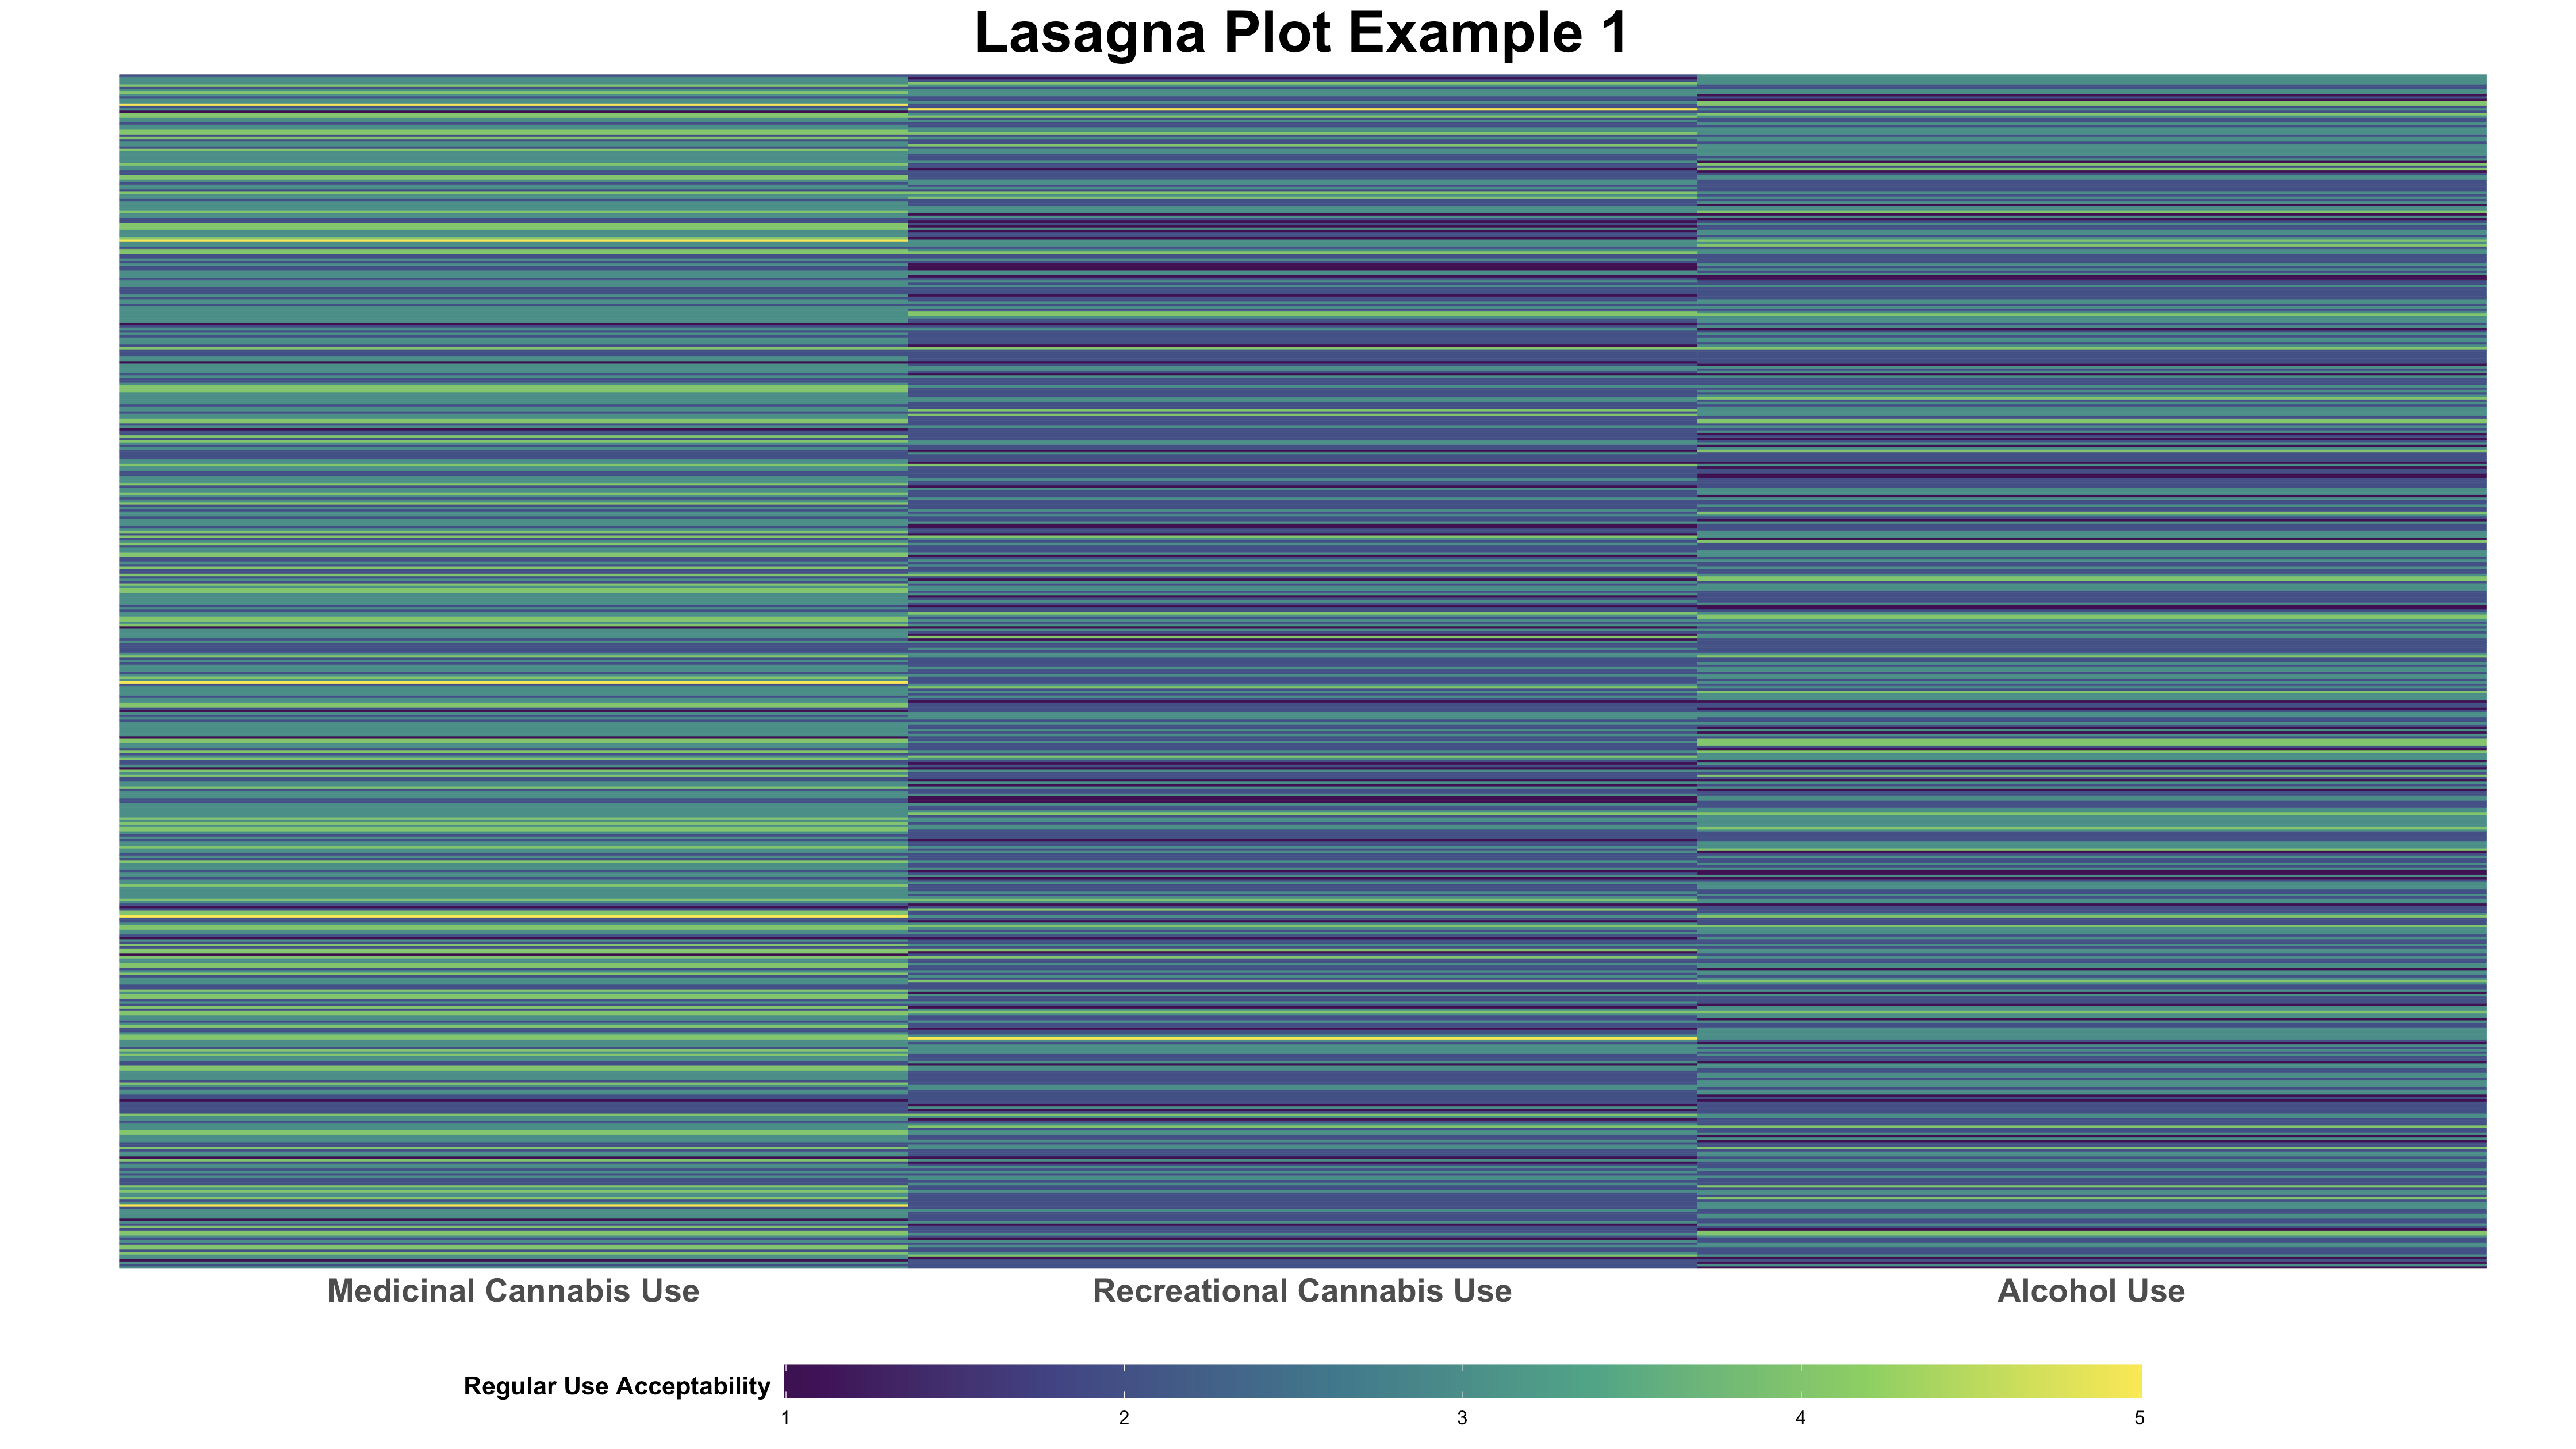 Lasagna Plot Example 1
Medicinal Cannabis Use
Recreational Cannabis Use
Alcohol Use
Regular Use Acceptability
1
2
3
4
5